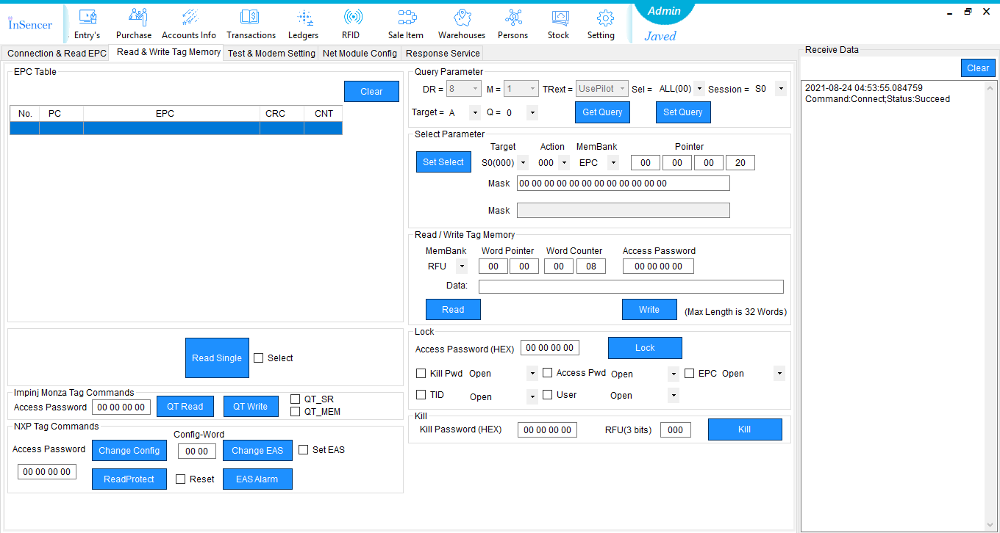 InSencer
Entry's Purchase Accounts Info Transactions Ledgers RFID Sale Item Warehouses Persons Stock Setting
Admin
Javed
Connection & Read EPC Read & Write Tag Memory Test & Modem Setting Net Module Config Response Service
EPC Table
Clear
No. PC EPC CRC CNT
Read Single Select
Impinj Monza Tag Commands
Access Password 00 00 00 00 QT Read QT Write QT_SR
QT_MEM
NXP Tag Commands
Config-Word
Access Password Change Config 00 00 Change EAS Set EAS
00 00 00 00 ReadProtect Reset EAS Alarm
Query Parameter
DR = 8 M = 1 TRext = UsePilot Sel = ALL(00) Session = S0
Target = A Q = 0 Get Query Set Query
Select Parameter
Target Action MemBank Pointer
Set Select S0(000) 000 EPC 00 00 00 20
Mask 00 00 00 00 00 00 00 00 00 00 00 00
Mask
Read / Write Tag Memory
MemBank Word Pointer Word Counter Access Password
RFU 00 00 00 08 00 00 00 00
Data:
Read Write (Max Length is 32 Words)
Lock
Access Password (HEX) 00 00 00 00 Lock
Kill Pwd Open Access Pwd Open EPC Open
TID Open User Open
Kill
Kill Password (HEX) 00 00 00 00 RFU(3 bits) 000 Kill
Receive Data
Clear
2021-08-24 04:53:55.084759
Command:Connect;Status:Succeed